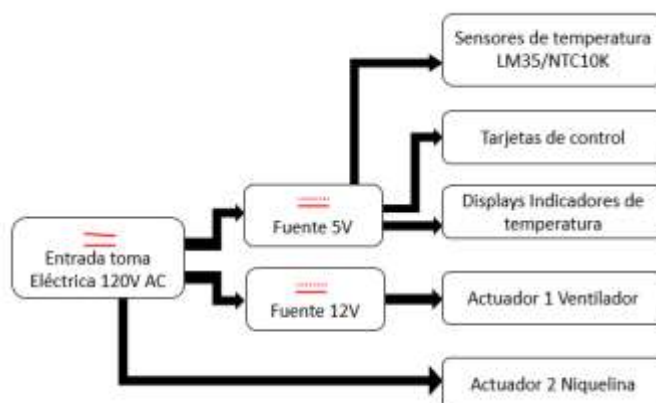 Sensores de temperatura
LM35/NTC10K
Tarjetas de control
Displays Indicadores de
temperatura
Fuente 5V
Entrada toma
Eléctrica 120V AC
Fuente 12V
Actuador 1 Ventilador
Actuador 2 Niquelina